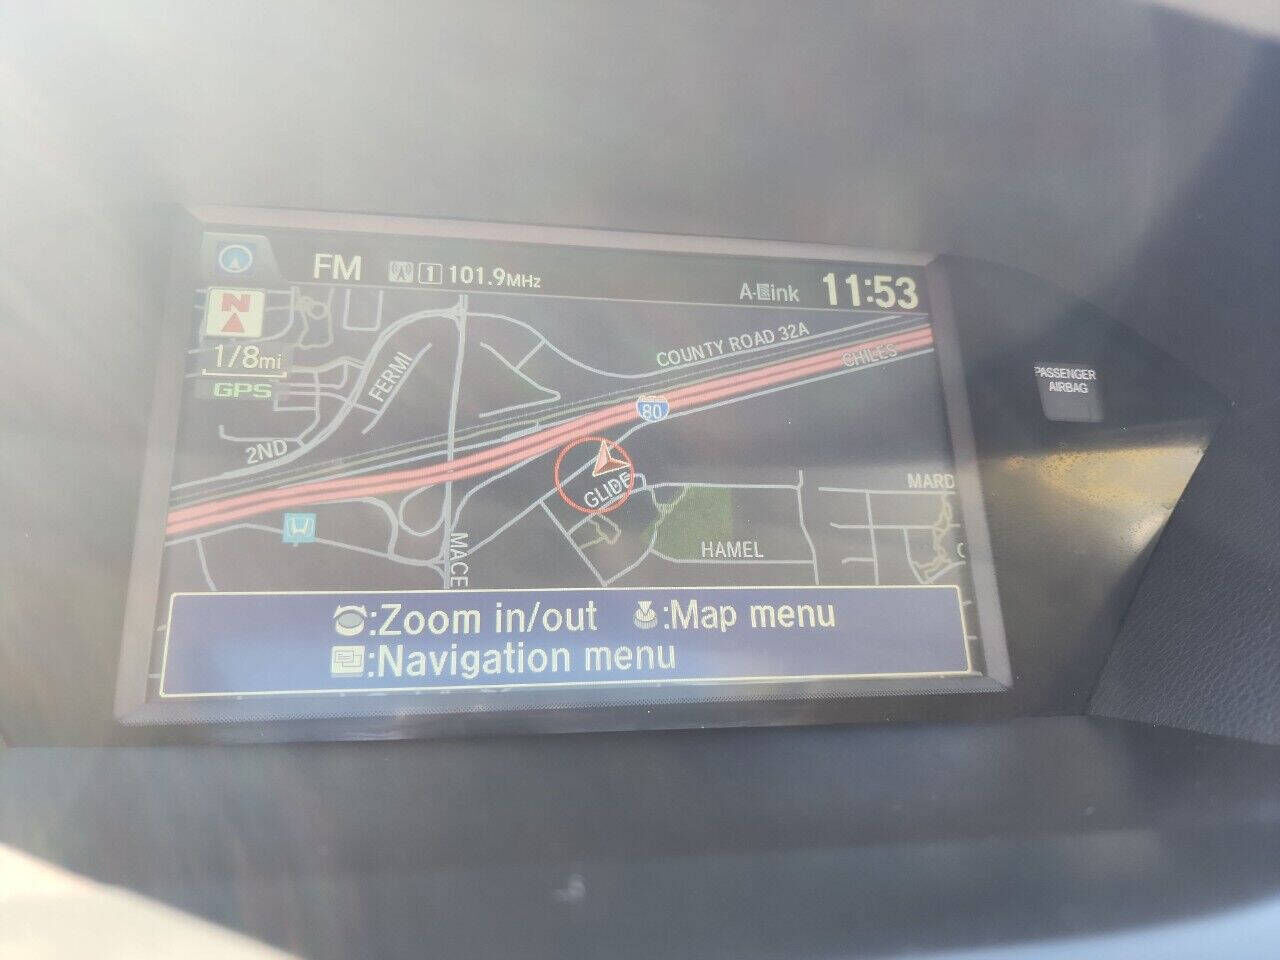 FM 1 101.9MHz A-Link 11:53
N
1/8mi
GPS
FERMI
2ND
COUNTY ROAD 32A
CHILES
80
GLIDE
MACE
HAMEL
MARD
:Zoom in/out :Map menu
:Navigation menu
PASSENGER
AIRBAG